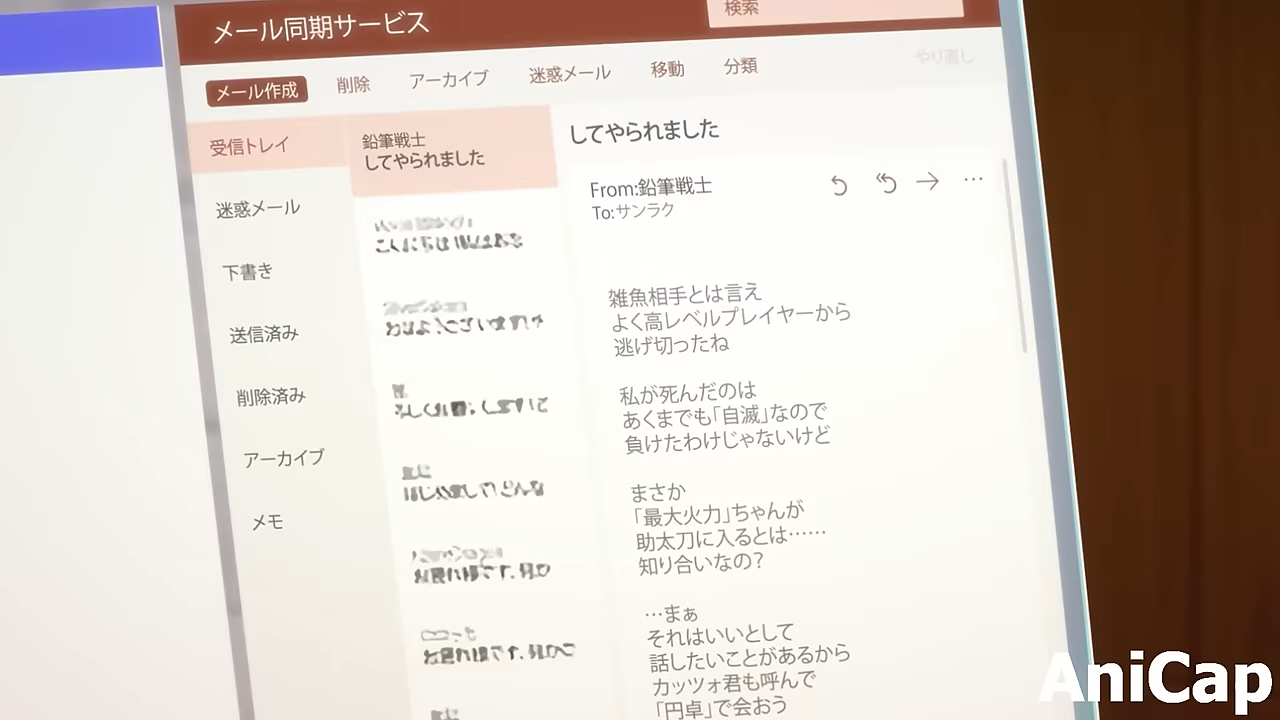 メール同期サービス
検索
メール作成
削除
アーカイブ
迷惑メール
移動
分類
やり直し
受信トレイ
迷惑メール
下書き
送信済み
削除済み
アーカイブ
メモ
鉛筆戦士
してやられました
してやられました
From:鉛筆戦士
To:サンラク
雑魚相手とは言え
よく高レベルプレイヤーから
逃げ切ったね
私が死んだのは
あくまでも「自滅」なので
負けたわけじゃないけど
まさか
「最大火力」ちゃんが
助太刀に入るとは……
知り合いなの?
…まぁ
それはいいとして
話したいことがあるから
カッツォ君も呼んで
「円卓」で会おう
AniCap